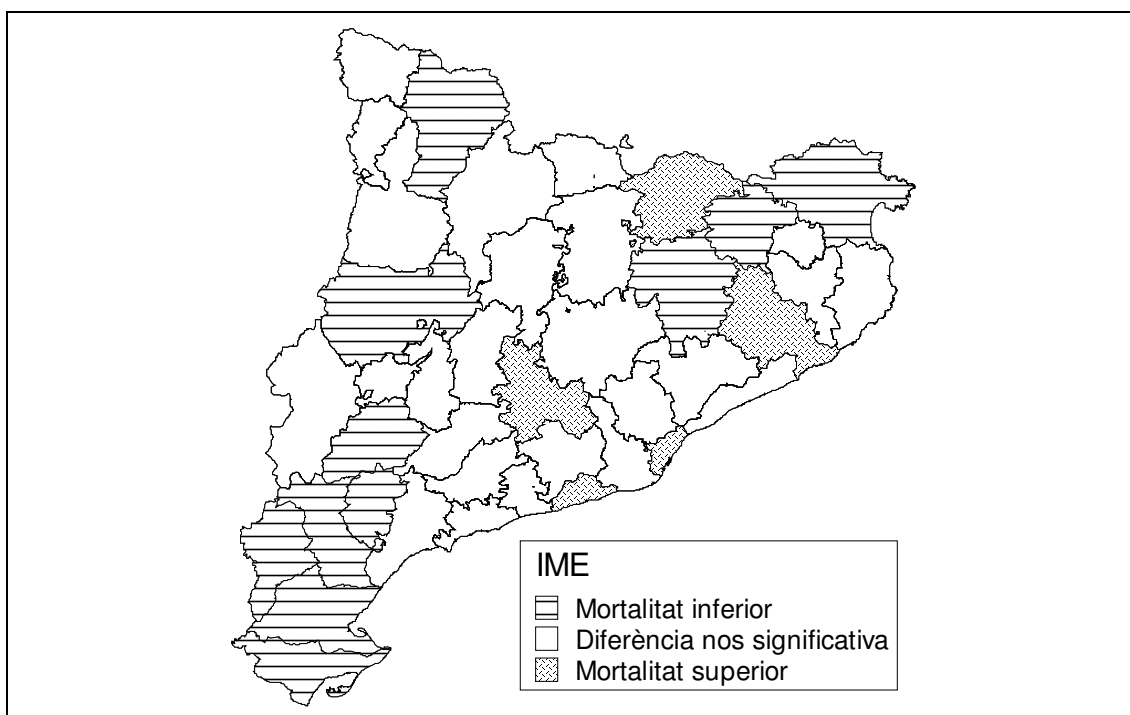 IME
Mortalitat inferior
Diferència nos significativa
Mortalitat superior